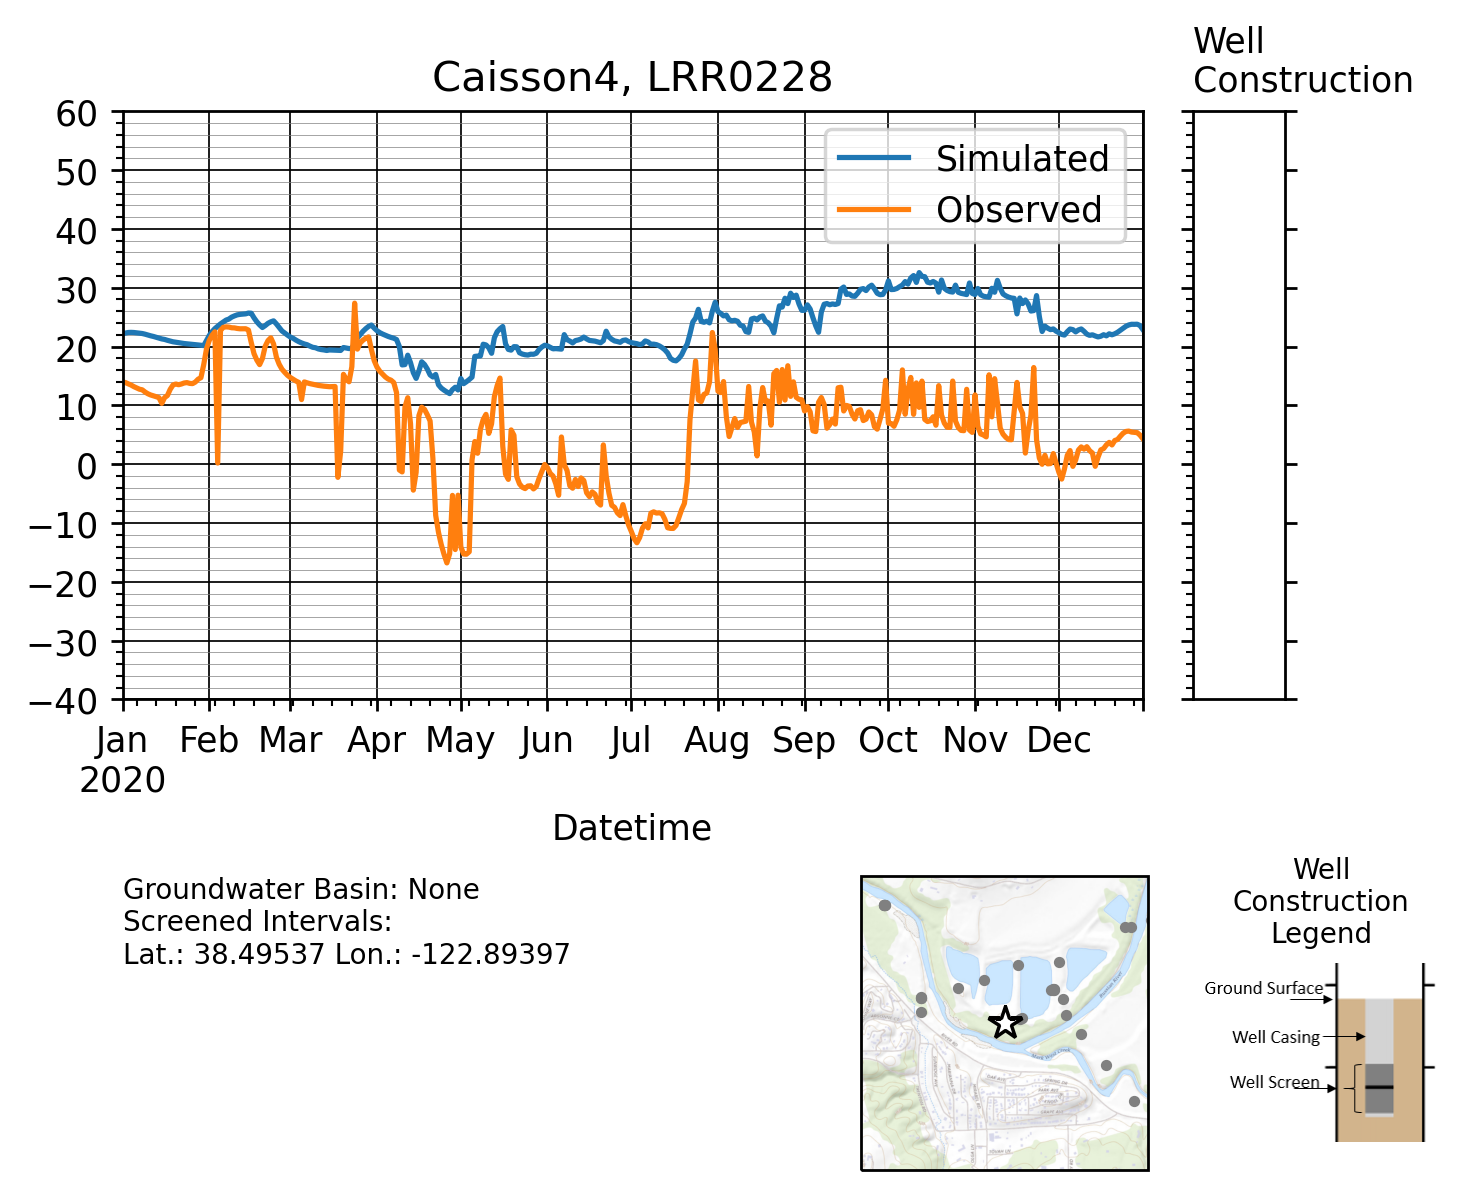 Caisson4, LRR0228
Well
Construction
60
50
40
30
20
10
0
−10
−20
−30
−40
Simulated
Observed
Jan Feb Mar Apr May Jun Jul Aug Sep Oct Nov Dec
2020
Datetime
Groundwater Basin: None
Screened Intervals:
Lat.: 38.49537 Lon.: -122.89397
Well
Construction
Legend
Ground Surface
Well Casing
Well Screen